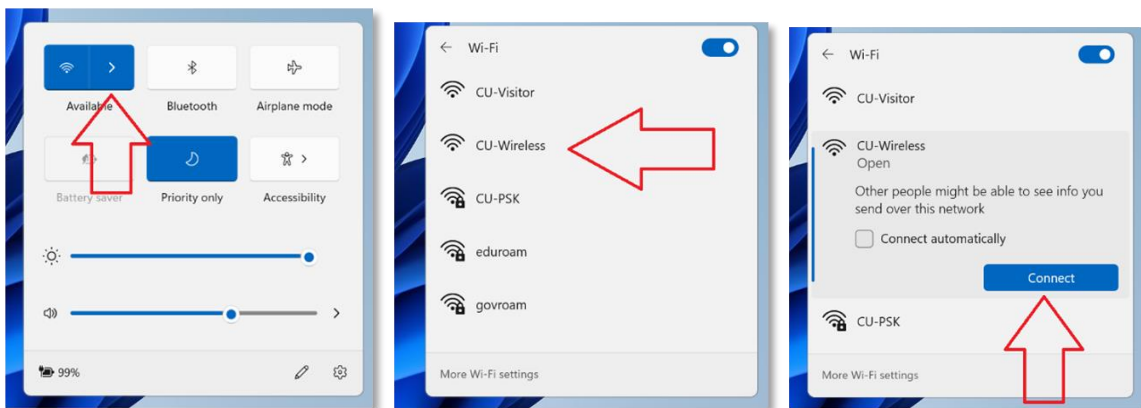 Available
Bluetooth
Airplane mode
Battery saver
Priority only
Accessibility
99%
Wi-Fi
CU-Visitor
CU-Wireless
CU-PSK
eduroam
govroam
More Wi-Fi settings
Wi-Fi
CU-Visitor
CU-Wireless
Open
Other people might be able to see info you
send over this network
Connect automatically
Connect
CU-PSK
More Wi-Fi settings